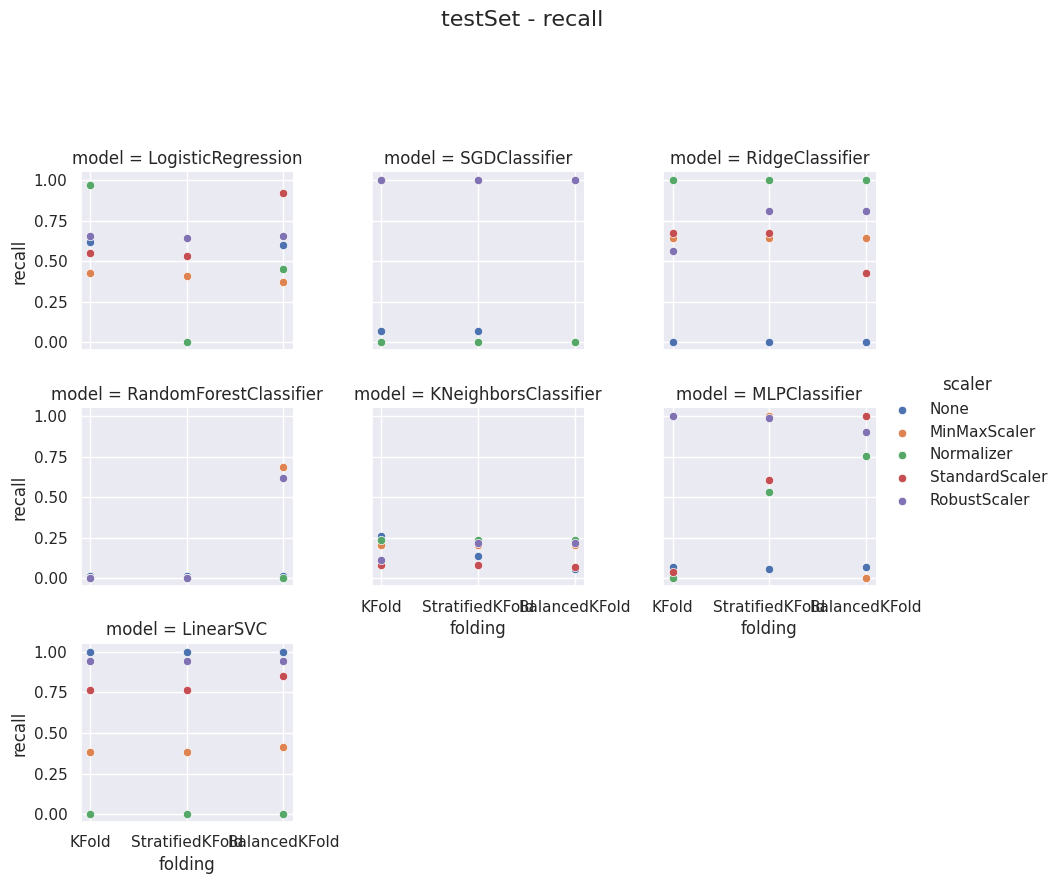 testSet - recall
model = LogisticRegression
model = SGDClassifier
model = RidgeClassifier
1.00
0.75
0.50
0.25
0.00
recall
model = RandomForestClassifier
model = KNeighborsClassifier
model = MLPClassifier
1.00
0.75
0.50
0.25
0.00
recall
KFold
StratifiedKFold
BalancedKFold
folding
KFold
StratifiedKFold
BalancedKFold
folding
scaler
None
MinMaxScaler
Normalizer
StandardScaler
RobustScaler
model = LinearSVC
1.00
0.75
0.50
0.25
0.00
recall
KFold
StratifiedKFold
BalancedKFold
folding